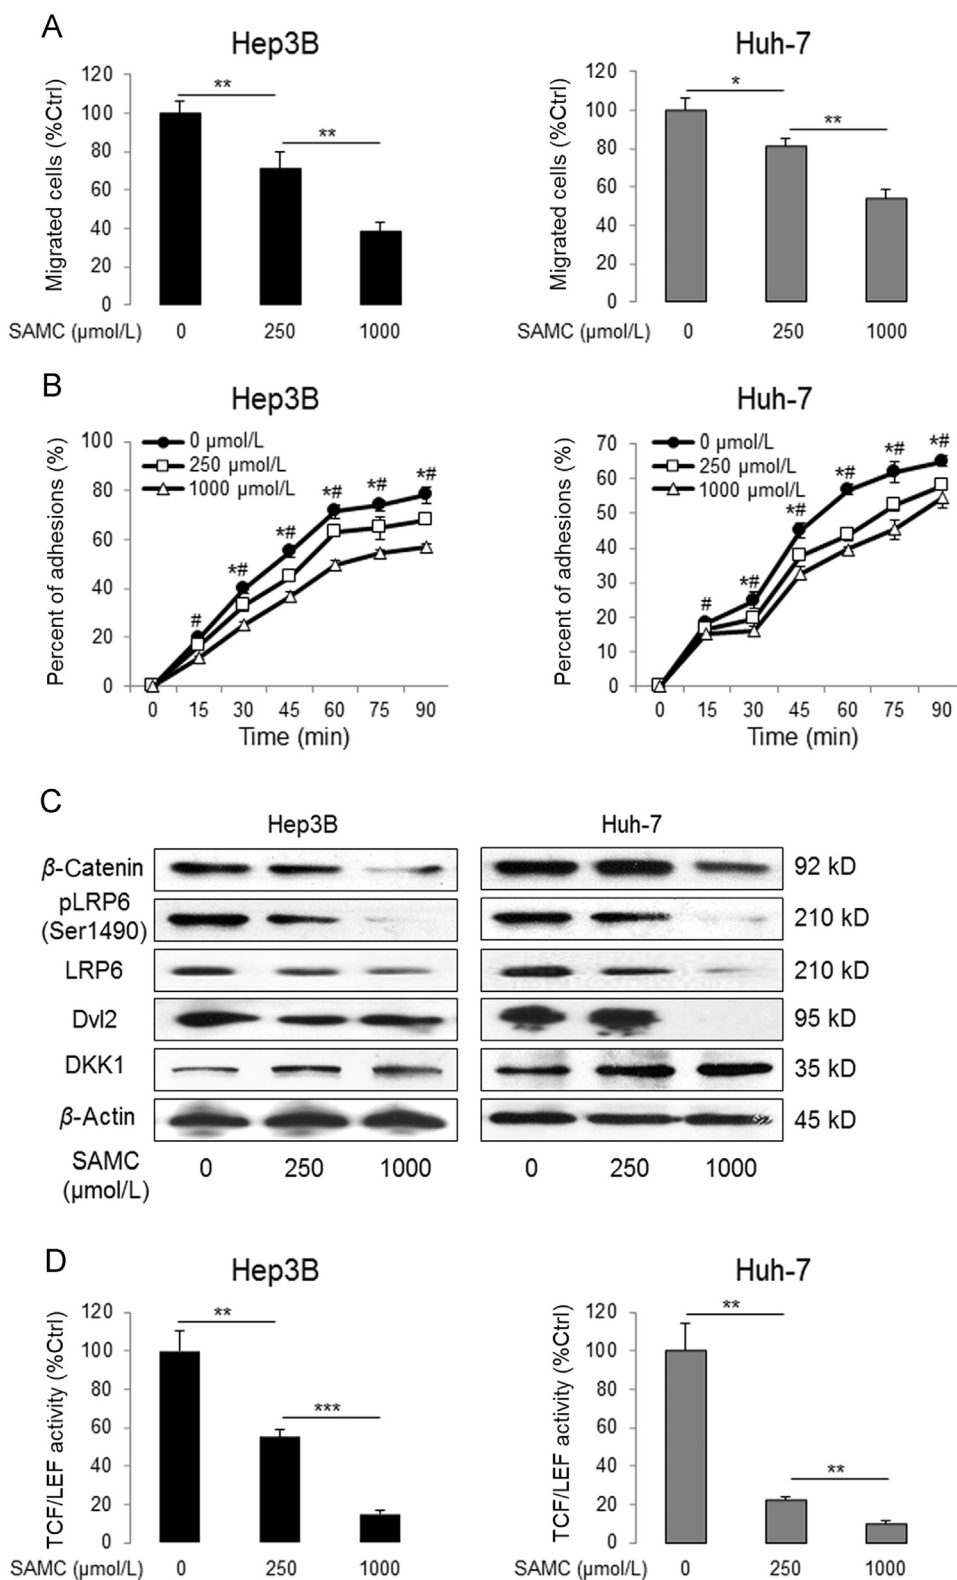 A
Hep3B
Huh-7
Migrated cells (%Ctrl)
120
100
80
60
40
20
0
**
**
SAMC (µmol/L)
0 250 1000
Migrated cells (%Ctrl)
120
100
80
60
40
20
0
*
**
SAMC (µmol/L)
0 250 1000
B
Hep3B
Huh-7
Percent of adhesions (%)
100
80
60
40
20
0
0 µmol/L
250 µmol/L
1000 µmol/L
# *# *# *# *# *#
0 15 30 45 60 75 90
Time (min)
Percent of adhesions (%)
70
60
50
40
30
20
10
0
0 µmol/L
250 µmol/L
1000 µmol/L
# *# *# *# *# *#
0 15 30 45 60 75 90
Time (min)
C
Hep3B Huh-7
β-Catenin 92 kD
pLRP6
(Ser1490) 210 kD
LRP6 210 kD
Dvl2 95 kD
DKK1 35 kD
β-Actin 45 kD
SAMC
(µmol/L)
0 250 1000 0 250 1000
D
Hep3B
Huh-7
TCF/LEF activity (%Ctrl)
120
100
80
60
40
20
0
**
***
SAMC (µmol/L)
0 250 1000
TCF/LEF activity (%Ctrl)
120
100
80
60
40
20
0
**
**
SAMC (µmol/L)
0 250 1000